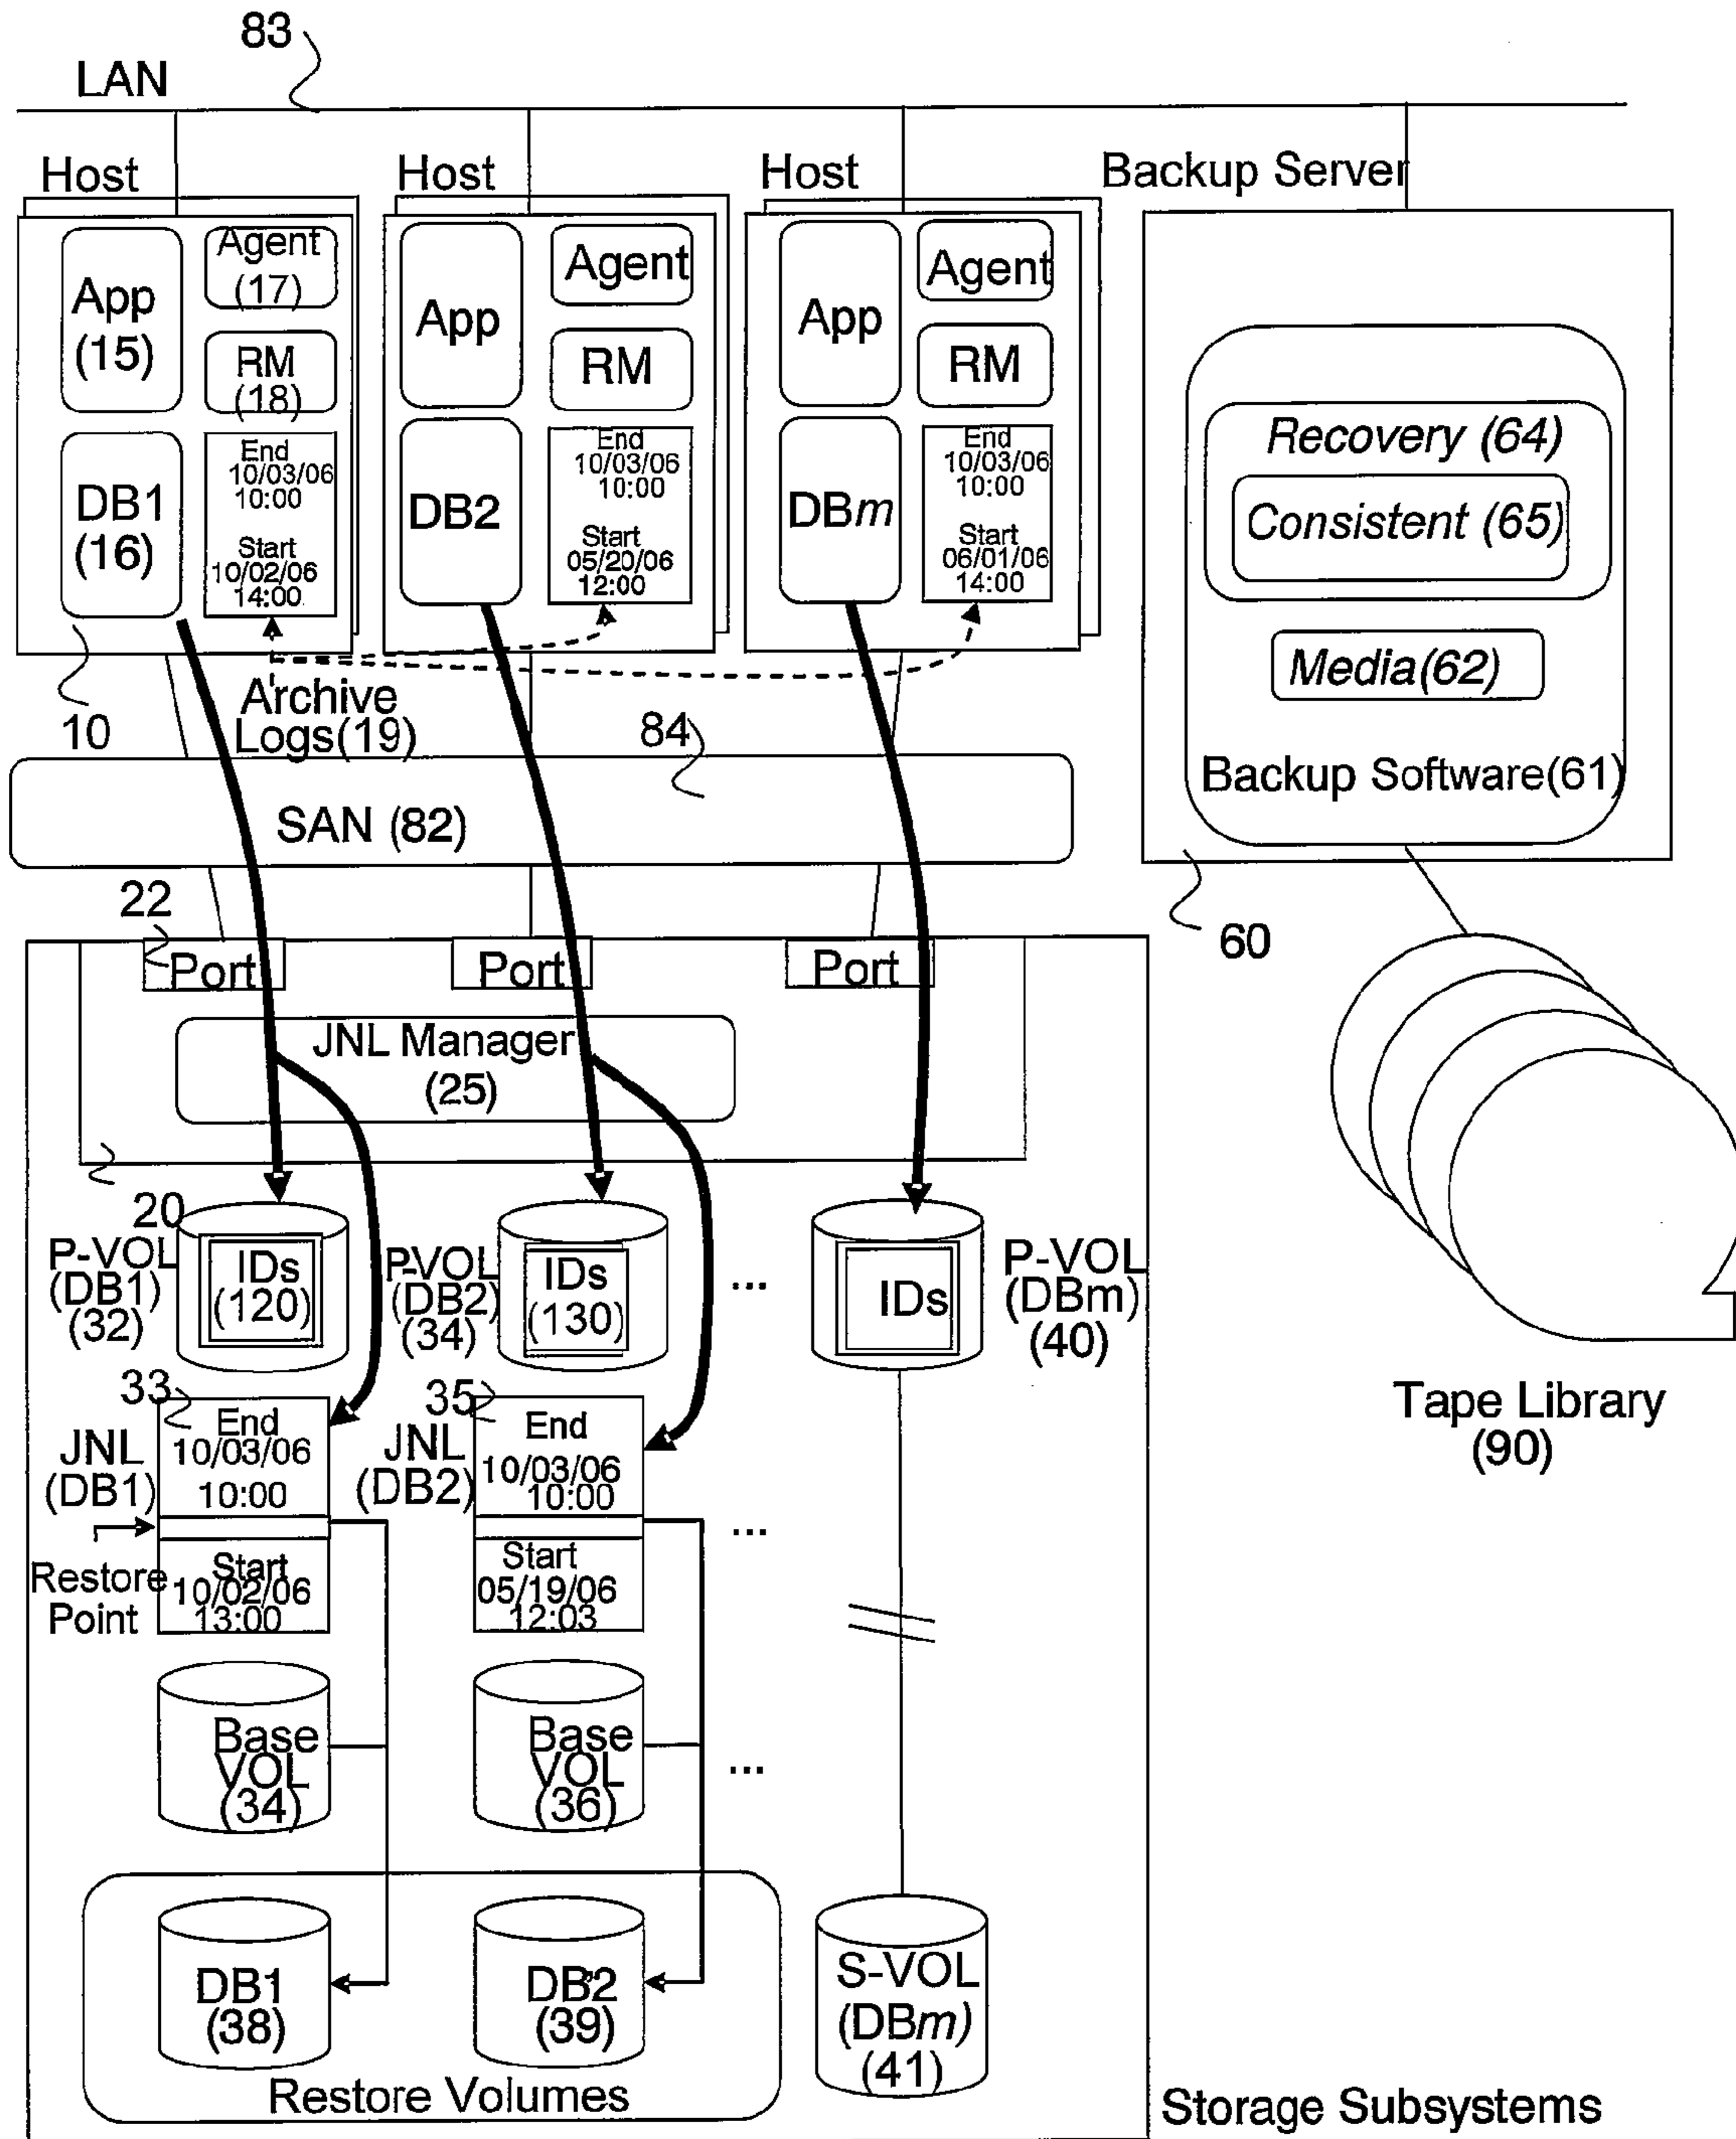 83
LAN
Host
Host
Host
Backup Server
App
(15)
Agent
(17)
RM
(18)
DB1
(16)
End
10/03/06
10:00
Start
10/02/06
14:00
App
Agent
RM
DB2
End
10/03/06
10:00
Start
05/20/06
12:00
App
Agent
RM
DBm
End
10/03/06
10:00
Start
06/01/06
14:00
Recovery (64)
Consistent (65)
Media(62)
Backup Software(61)
10
Archive
Logs(19)
84
SAN (82)
60
22
Port
Port
Port
JNL Manager
(25)
20
P-VOL
(DB1)
(32)
IDs
(120)
P-VOL
(DB2)
(34)
IDs
(130)
...
IDs
P-VOL
(DBm)
(40)
Tape Library
(90)
33
JNL
(DB1)
End
10/03/06
10:00
Restore
Point
Start
10/02/06
13:00
35
JNL
(DB2)
End
10/03/06
10:00
Start
05/19/06
12:03
...
Base
VOL
(34)
Base
VOL
(36)
...
DB1
(38)
DB2
(39)
Restore Volumes
S-VOL
(DBm)
(41)
Storage Subsystems